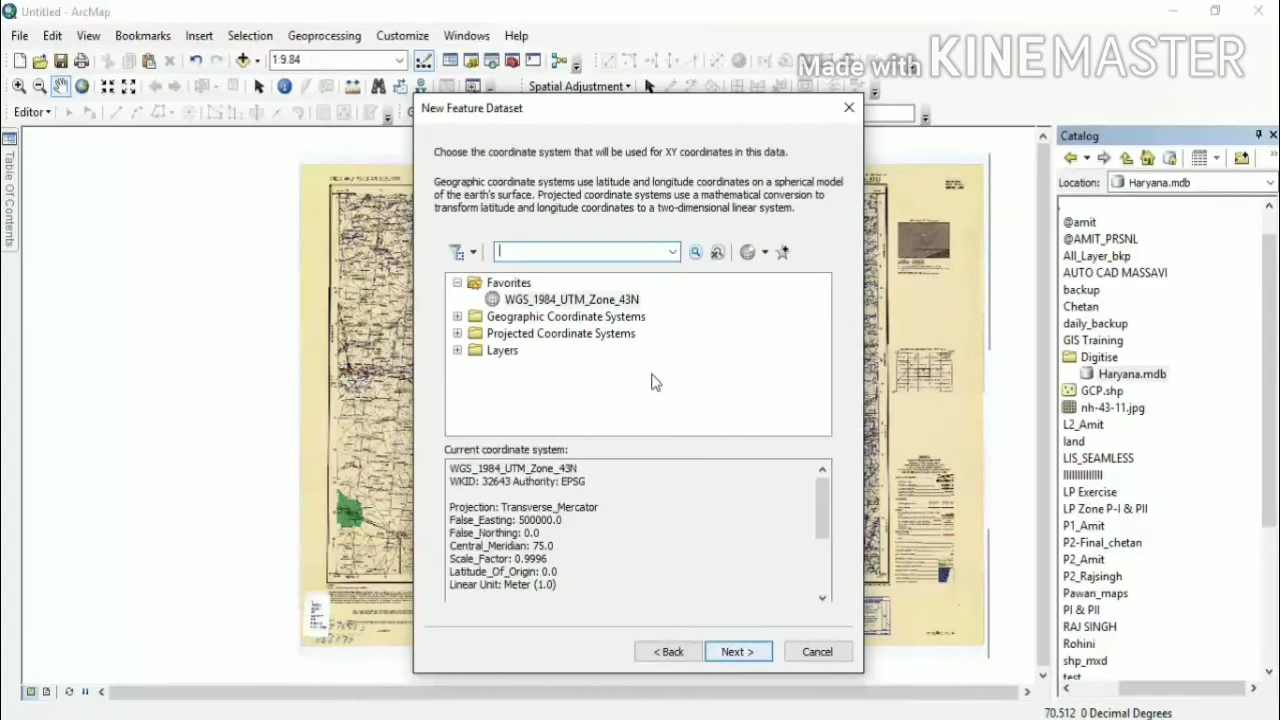 Untitled - ArcMap
File Edit View Bookmarks Insert Selection Geoprocessing Customize Windows Help
1:9.84
Made with KINEMASTER
Spatial Adjustment
Editor
New Feature Dataset
Choose the coordinate system that will be used for XY coordinates in this data.
Geographic coordinate systems use latitude and longitude coordinates on a spherical model
of the earth's surface. Projected coordinate systems use a mathematical conversion to
transform latitude and longitude coordinates to a two-dimensional linear system.
Favorites
WGS_1984_UTM_Zone_43N
Geographic Coordinate Systems
Projected Coordinate Systems
Layers
Current coordinate system:
WGS_1984_UTM_Zone_43N
WKID: 32643 Authority: EPSG
Projection: Transverse_Mercator
False_Easting: 500000.0
False_Northing: 0.0
Central_Meridian: 75.0
Scale_Factor: 0.9996
Latitude_Of_Origin: 0.0
Linear Unit: Meter (1.0)
< Back Next > Cancel
Table Of Contents
Catalog
Location: Haryana.mdb
@amit
@AMIT_PRSNL
All_Layer_bkp
AUTO CAD MASSAVI
backup
Chetan
daily_backup
GIS Training
Digitise
Haryana.mdb
GCP.shp
nh-43-11.jpg
L2_Amit
land
LIS_SEAMLESS
LP Exercise
LP Zone P-I & PII
P1_Amit
P2-Final_chetan
P2_Amit
P2_Rajsingh
Pawan_maps
PI & PII
RAJ SINGH
Rohini
shp_mxd
test
70.512 0 Decimal Degrees